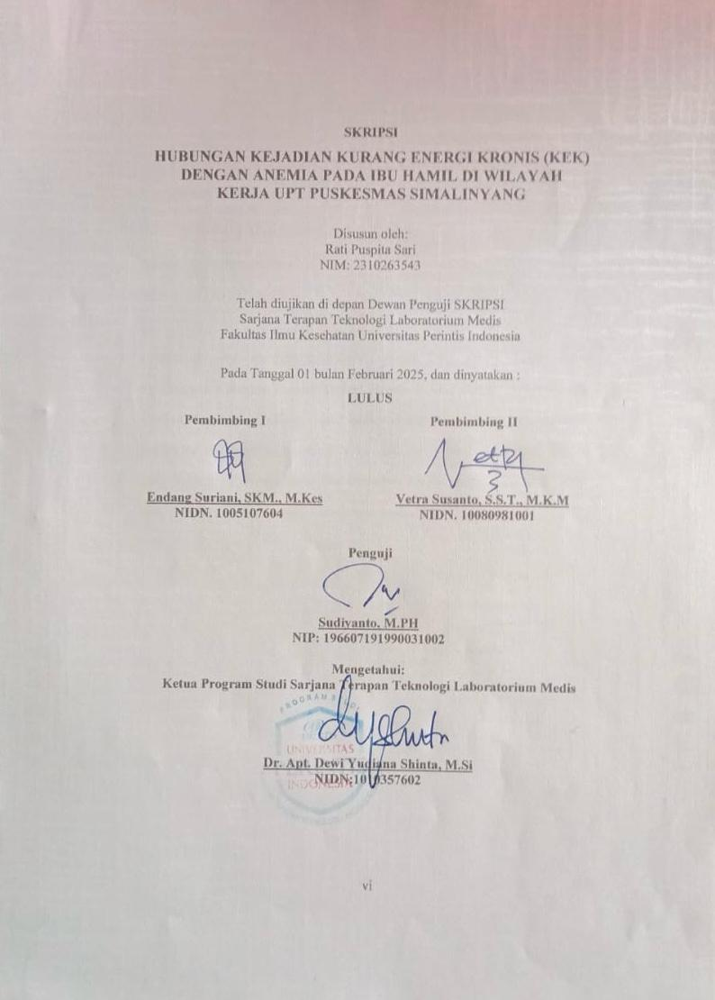 SKRIPSI
HUBUNGAN KEJADIAN KURANG ENERGI KRONIS (KEK)
DENGAN ANEMIA PADA IBU HAMIL DI WILAYAH
KERJA UPT PUSKESMAS SIMALINYANG
Disusun oleh:
Rati Puspita Sari
NIM: 2310263543
Telah diujikan di depan Dewan Penguji SKRIPSI
Sarjana Terapan Teknologi Laboratorium Medis
Fakultas Ilmu Kesehatan Universitas Perintis Indonesia
Pada Tanggal 01 bulan Februari 2025, dan dinyatakan :
LULUS
Pembimbing I
Pembimbing II
Endang Suriani, SKM., M.Kes
NIDN. 1005107604
Vetra Susanto, S.S.T., M.K.M
NIDN. 10080981001
Penguji
Sudiyanto, M.PH
NIP: 196607191990031002
Mengetahui:
Ketua Program Studi Sarjana Terapan Teknologi Laboratorium Medis
PROGRAM
UNIVERSITAS
Dr. Apt. Dewi Yudiana Shinta, M.Si
INDONESIA
vi